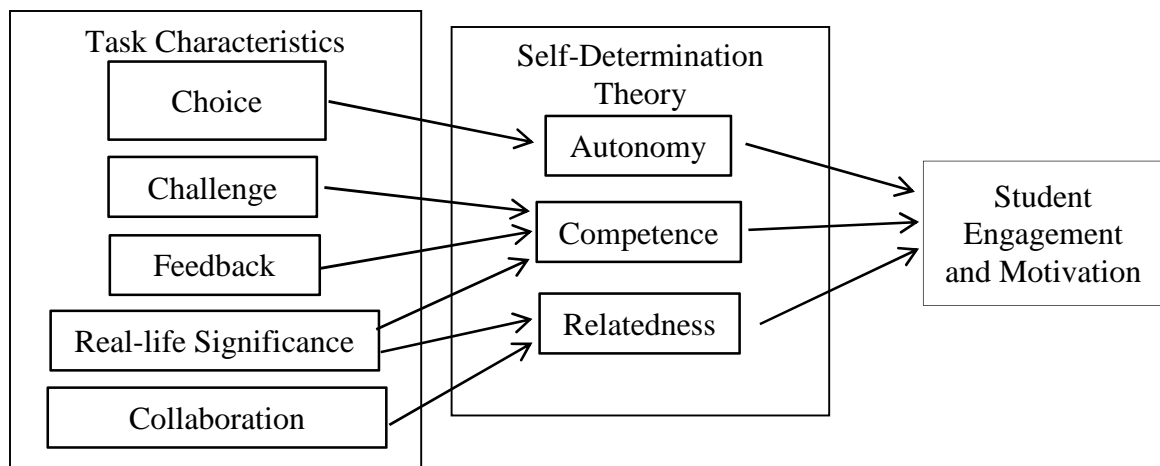 Task Characteristics
Choice
Challenge
Feedback
Real-life Significance
Collaboration
Self-Determination
Theory
Autonomy
Competence
Relatedness
Student
Engagement
and Motivation